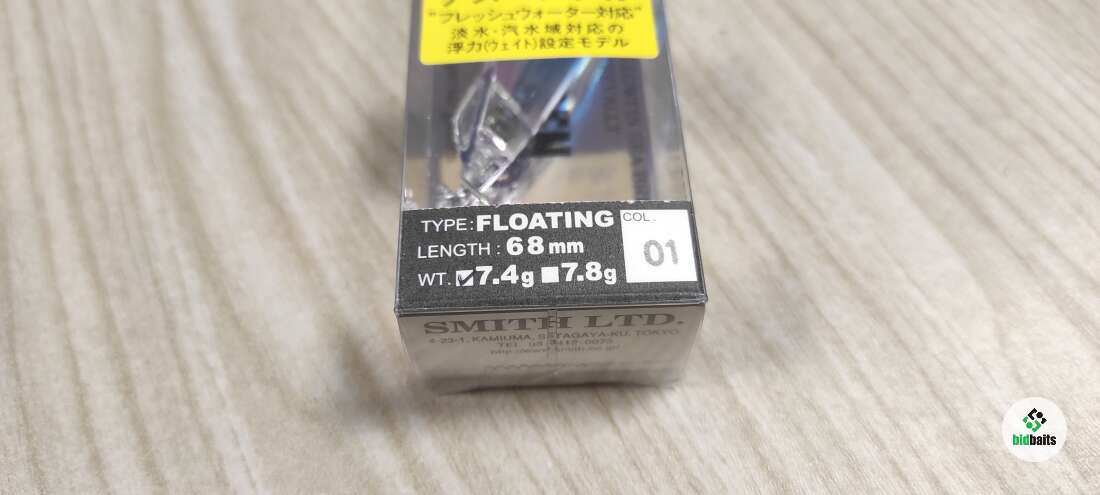 "フレッシュウォーター対応"
淡水・汽水域対応の
浮力(ウェイト)設定モデル
TYPE: FLOATING
COL.
01
LENGTH: 68mm
WT. 7.4g 7.8g
SMITH LTD.
4-23-1, KAMIUMA, SETAGAYA-KU, TOKYO
TEL
bidbaits